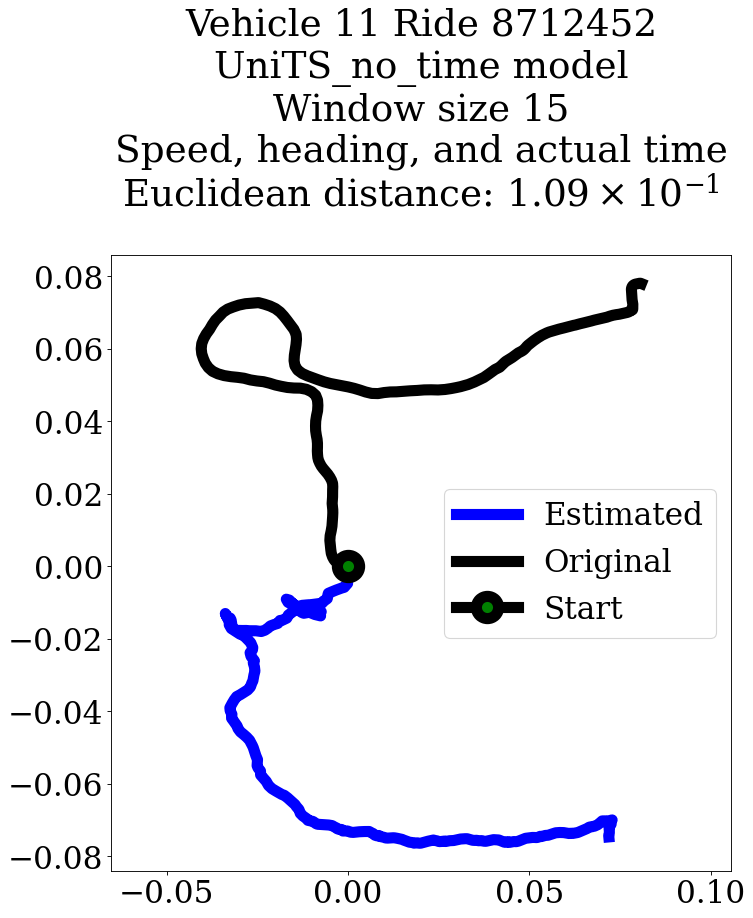 Vehicle 11 Ride 8712452
UniTS_no_time model
Window size 15
Speed, heading, and actual time
Euclidean distance: 1.09 × 10⁻¹
0.08
0.06
0.04
0.02
0.00
−0.02
−0.04
−0.06
−0.08
Estimated
Original
Start
−0.05 0.00 0.05 0.10